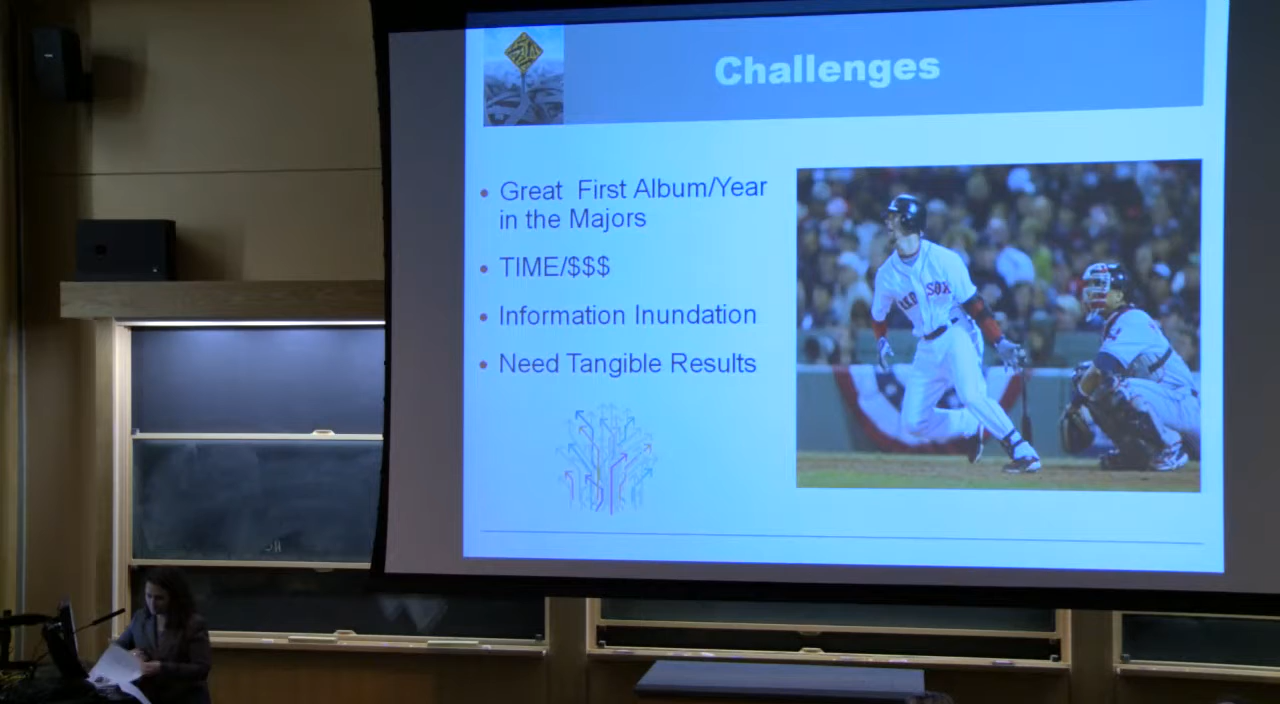 Challenges
• Great First Album/Year
in the Majors
• TIME/$$$
• Information Inundation
• Need Tangible Results
RED SOX